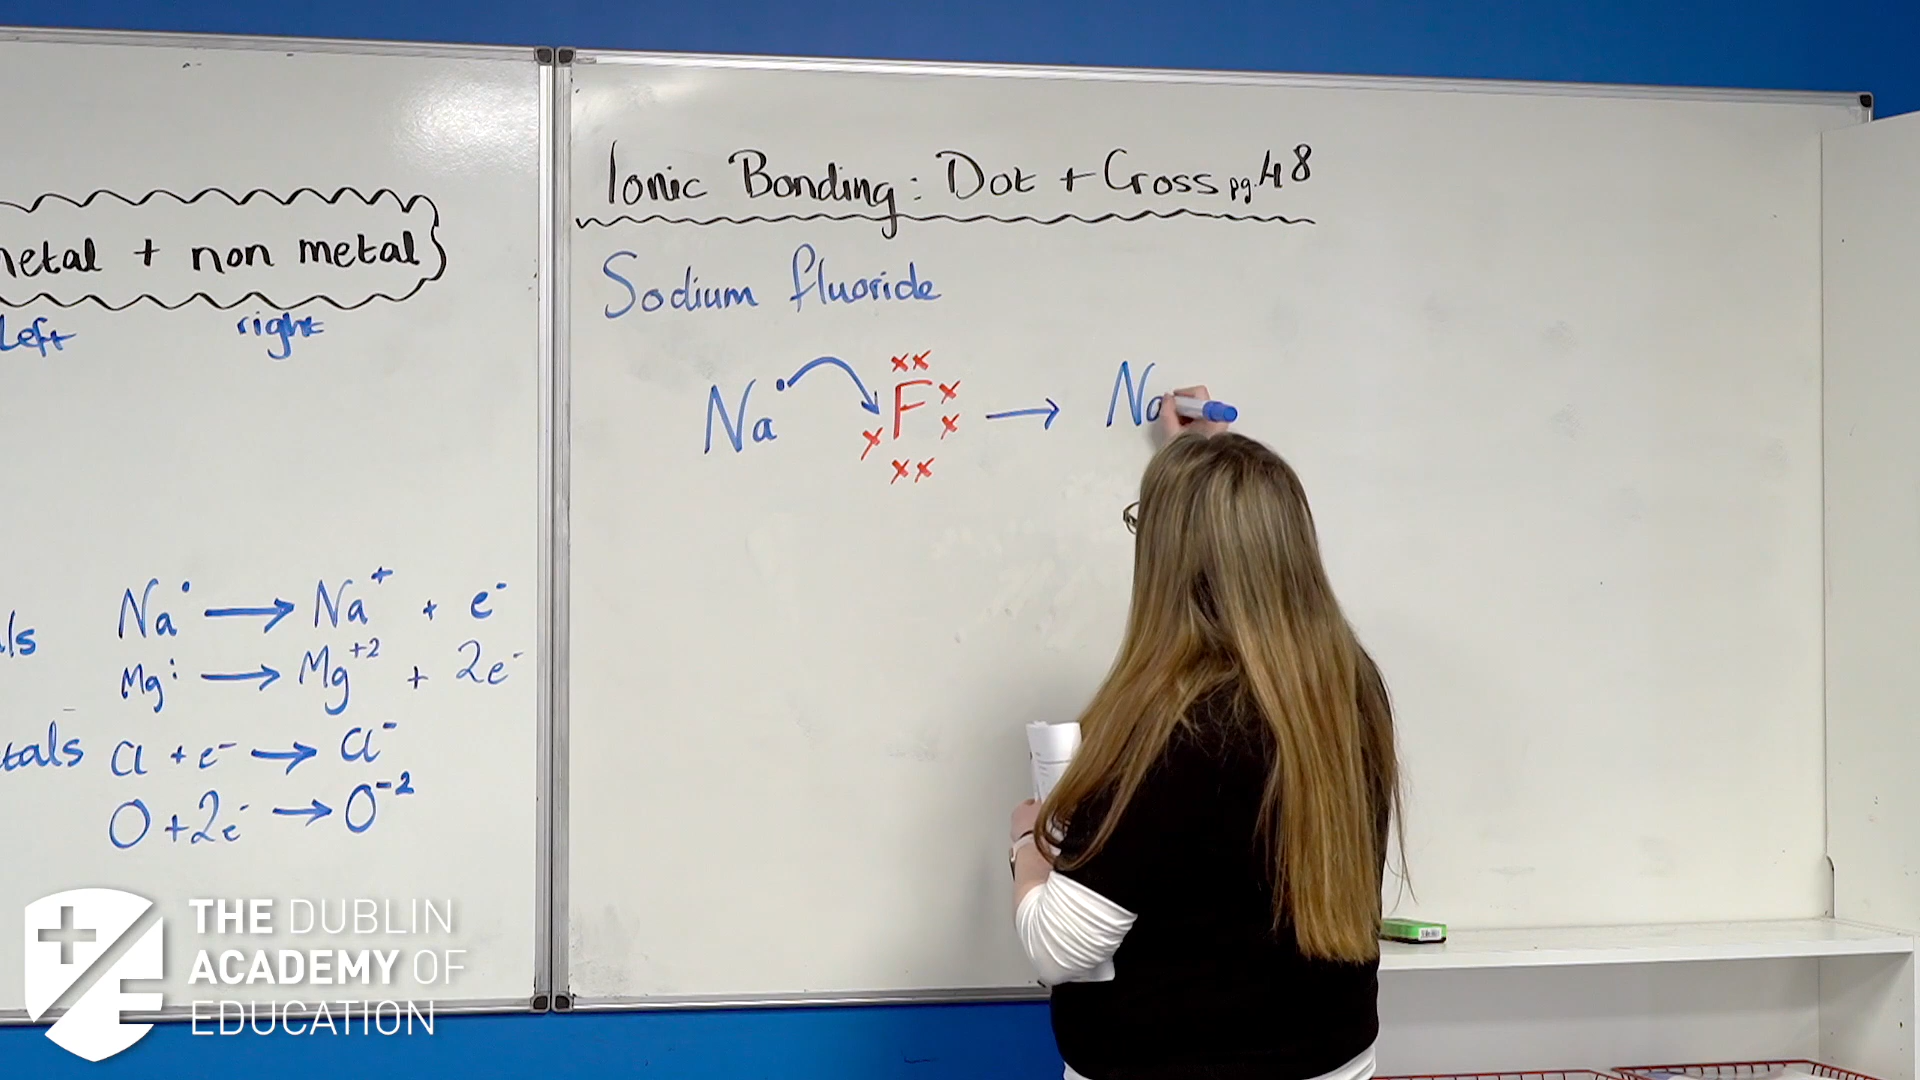 metal + non metal
Left right
Na• → Na⁺ + e⁻
Mg: → Mg⁺² + 2e⁻
Cl + e⁻ → Cl⁻
O + 2e⁻ → O⁻²
Ionic Bonding: Dot + Cross pg. 48
Sodium fluoride
Na• F → Na
THE DUBLIN
ACADEMY OF
EDUCATION